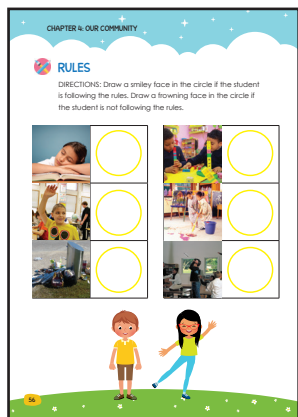 CHAPTER 4: OUR COMMUNITY
RULES
DIRECTIONS: Draw a smiley face in the circle if the student
is following the rules. Draw a frowning face in the circle if
the student is not following the rules.
56